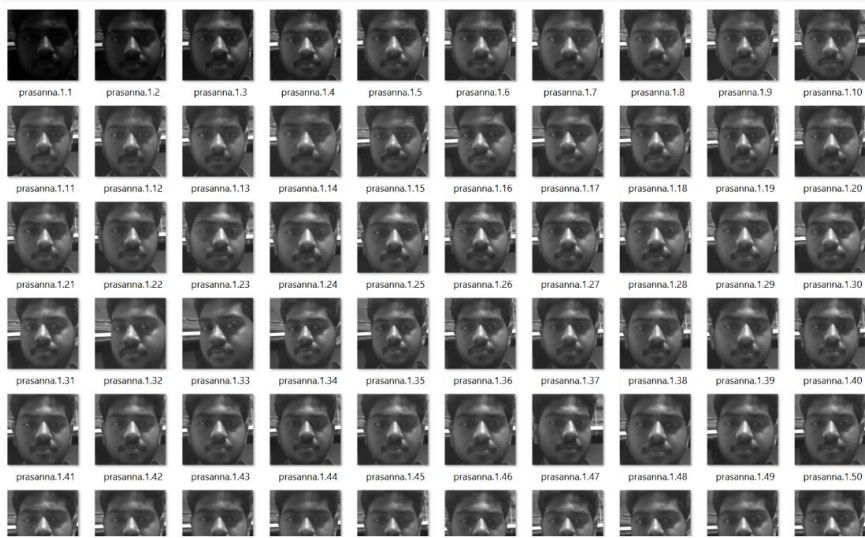 prasanna.1.1 prasanna.1.2 prasanna.1.3 prasanna.1.4 prasanna.1.5 prasanna.1.6 prasanna.1.7 prasanna.1.8 prasanna.1.9 prasanna.1.10
prasanna.1.11 prasanna.1.12 prasanna.1.13 prasanna.1.14 prasanna.1.15 prasanna.1.16 prasanna.1.17 prasanna.1.18 prasanna.1.19 prasanna.1.20
prasanna.1.21 prasanna.1.22 prasanna.1.23 prasanna.1.24 prasanna.1.25 prasanna.1.26 prasanna.1.27 prasanna.1.28 prasanna.1.29 prasanna.1.30
prasanna.1.31 prasanna.1.32 prasanna.1.33 prasanna.1.34 prasanna.1.35 prasanna.1.36 prasanna.1.37 prasanna.1.38 prasanna.1.39 prasanna.1.40
prasanna.1.41 prasanna.1.42 prasanna.1.43 prasanna.1.44 prasanna.1.45 prasanna.1.46 prasanna.1.47 prasanna.1.48 prasanna.1.49 prasanna.1.50